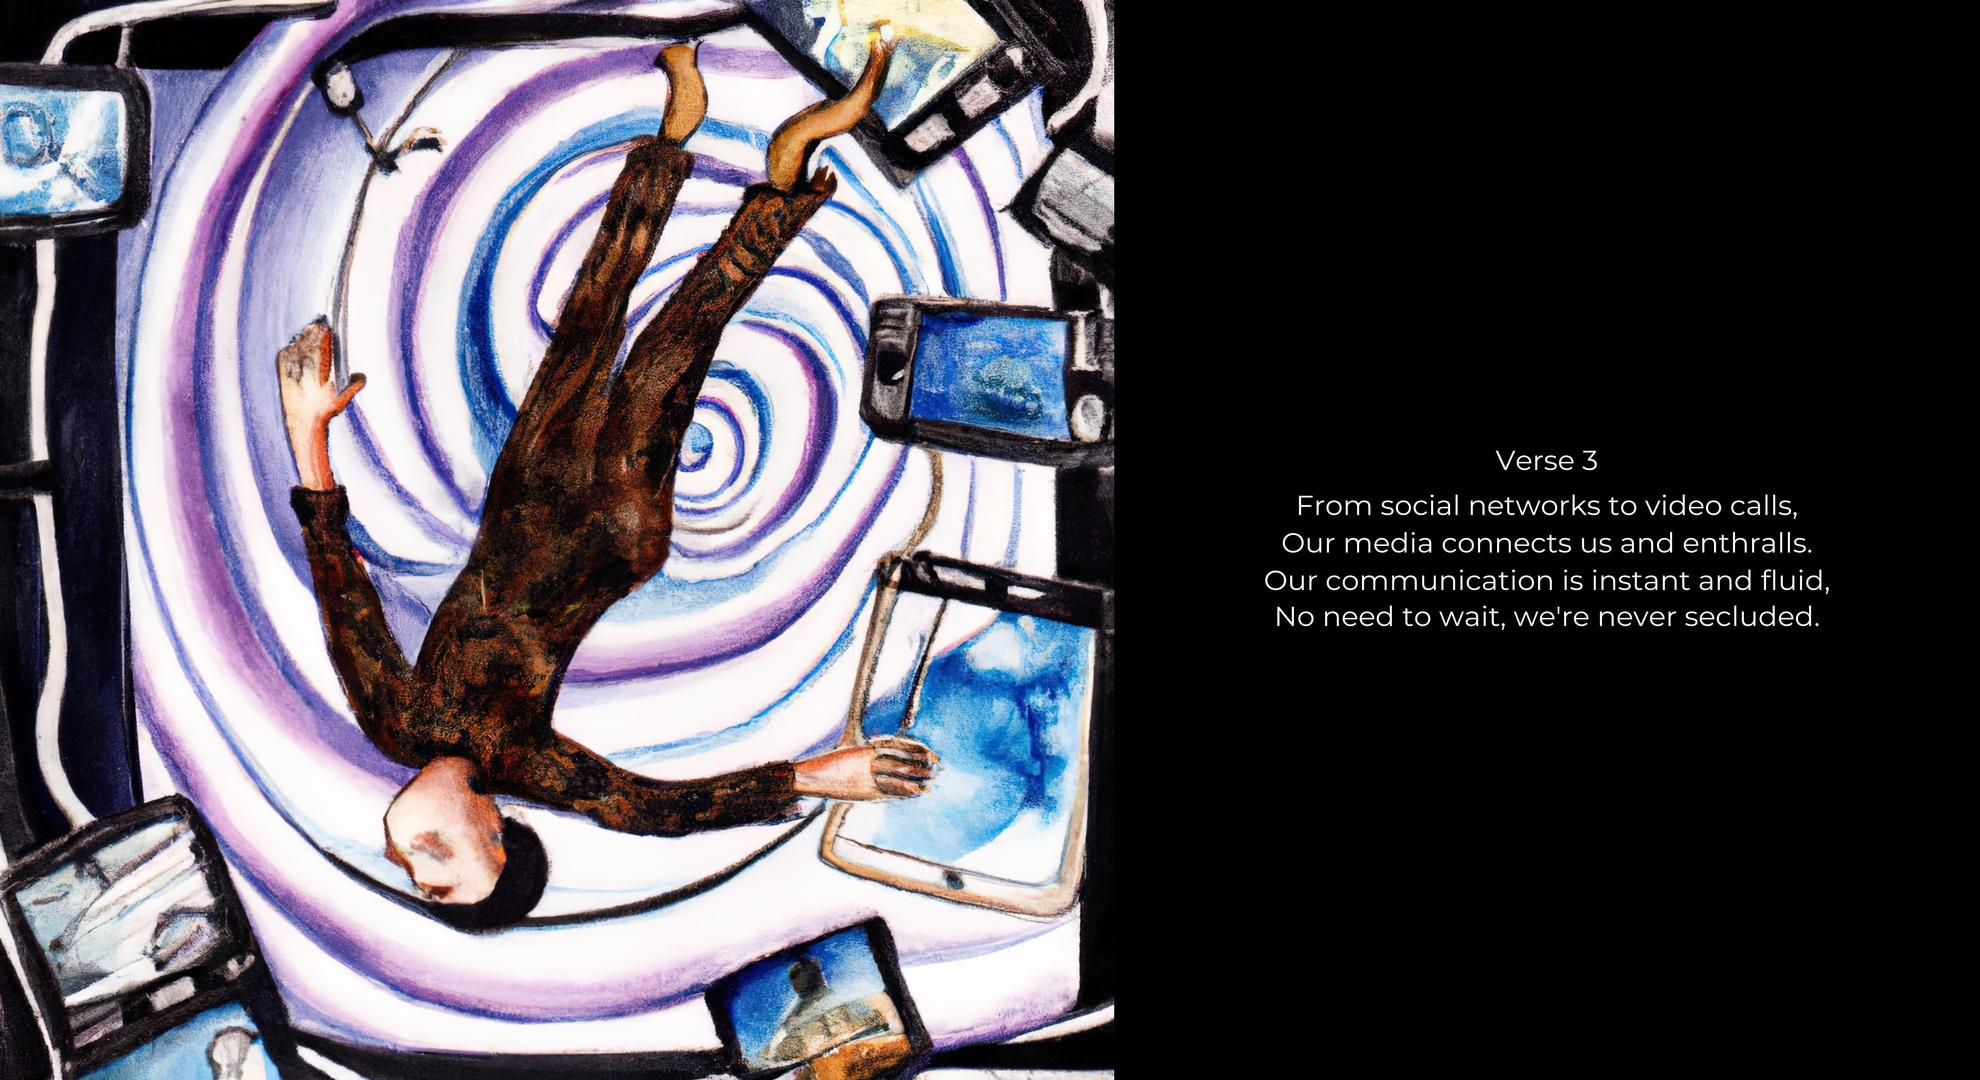 Verse 3
From social networks to video calls,
Our media connects us and enthralls.
Our communication is instant and fluid,
No need to wait, we're never secluded.